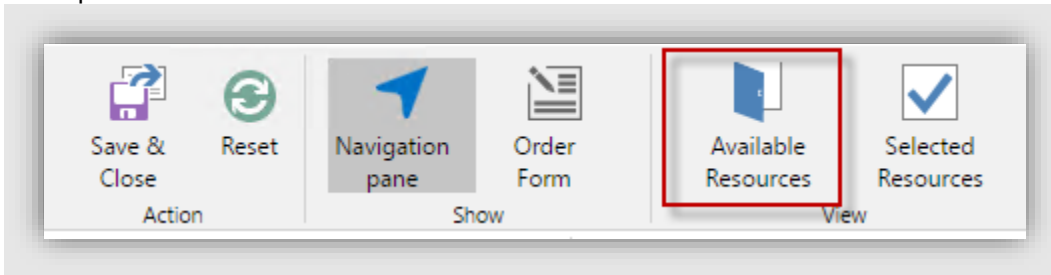 Save &
Close
Reset
Navigation
pane
Order
Form
Available
Resources
Selected
Resources
Action
Show
View